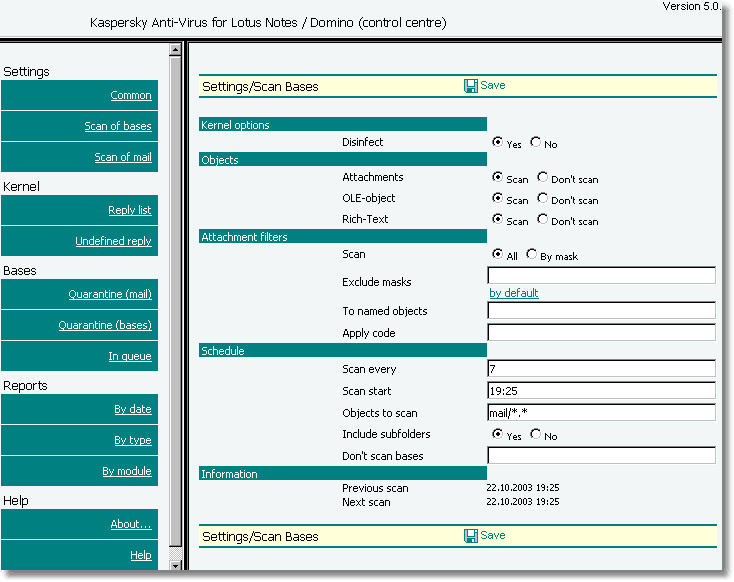 Version 5.0.
Kaspersky Anti-Virus for Lotus Notes / Domino (control centre)
Settings
Common
Scan of bases
Scan of mail
Kernel
Reply list
Undefined reply
Bases
Quarantine (mail)
Quarantine (bases)
In queue
Reports
By date
By type
By module
Help
About...
Help
Settings/Scan Bases Save
Kernel options
Disinfect Yes No
Objects
Attachments Scan Don't scan
OLE-object Scan Don't scan
Rich-Text Scan Don't scan
Attachment filters
Scan All By mask
Exclude masks
by default
To named objects
Apply code
Schedule
Scan every 7
Scan start 19:25
Objects to scan mail/*.*
Include subfolders Yes No
Don't scan bases
Information
Previous scan 22.10.2003 19:25
Next scan 22.10.2003 19:25
Settings/Scan Bases Save